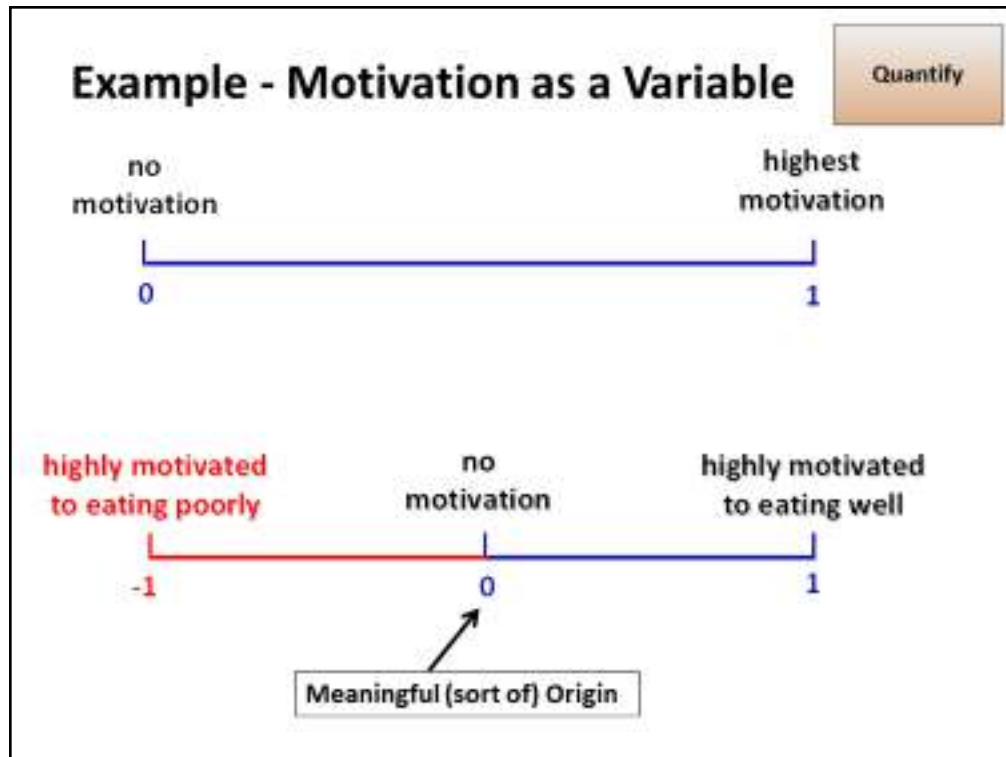 Example - Motivation as a Variable
Quantify
no
motivation
highest
motivation
0
1
highly motivated
to eating poorly
no
motivation
highly motivated
to eating well
-1
0
1
Meaningful (sort of) Origin